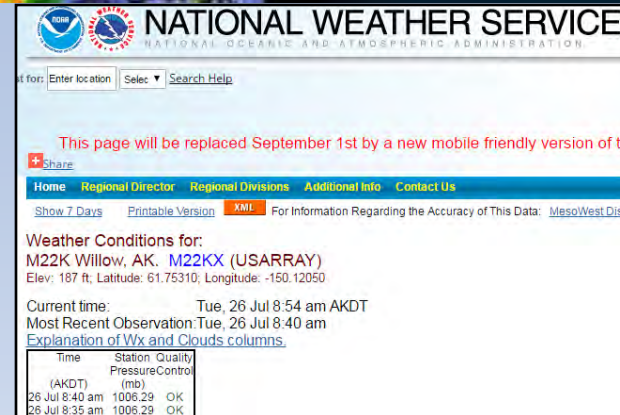 NOAA
NATIONAL WEATHER SERVICE
NATIONAL OCEANIC AND ATMOSPHERIC ADMINISTRATION
for: Enter location Selec ▼ Search Help
This page will be replaced September 1st by a new mobile friendly version of
Share
Home Regional Director Regional Divisions Additional Info Contact Us
Show 7 Days Printable Version XML For Information Regarding the Accuracy of This Data: MesoWest
Weather Conditions for:
M22K Willow, AK. M22KX (USARRAY)
Elev: 187 ft; Latitude: 61.75310; Longitude: -150.12050
Current time: Tue, 26 Jul 8:54 am AKDT
Most Recent Observation:Tue, 26 Jul 8:40 am
Explanation of Wx and Clouds columns.
Time Station Quality
Pressure Control
(AKDT) (mb)
26 Jul 8:40 am 1006.29 OK
26 Jul 8:35 am 1006.29 OK